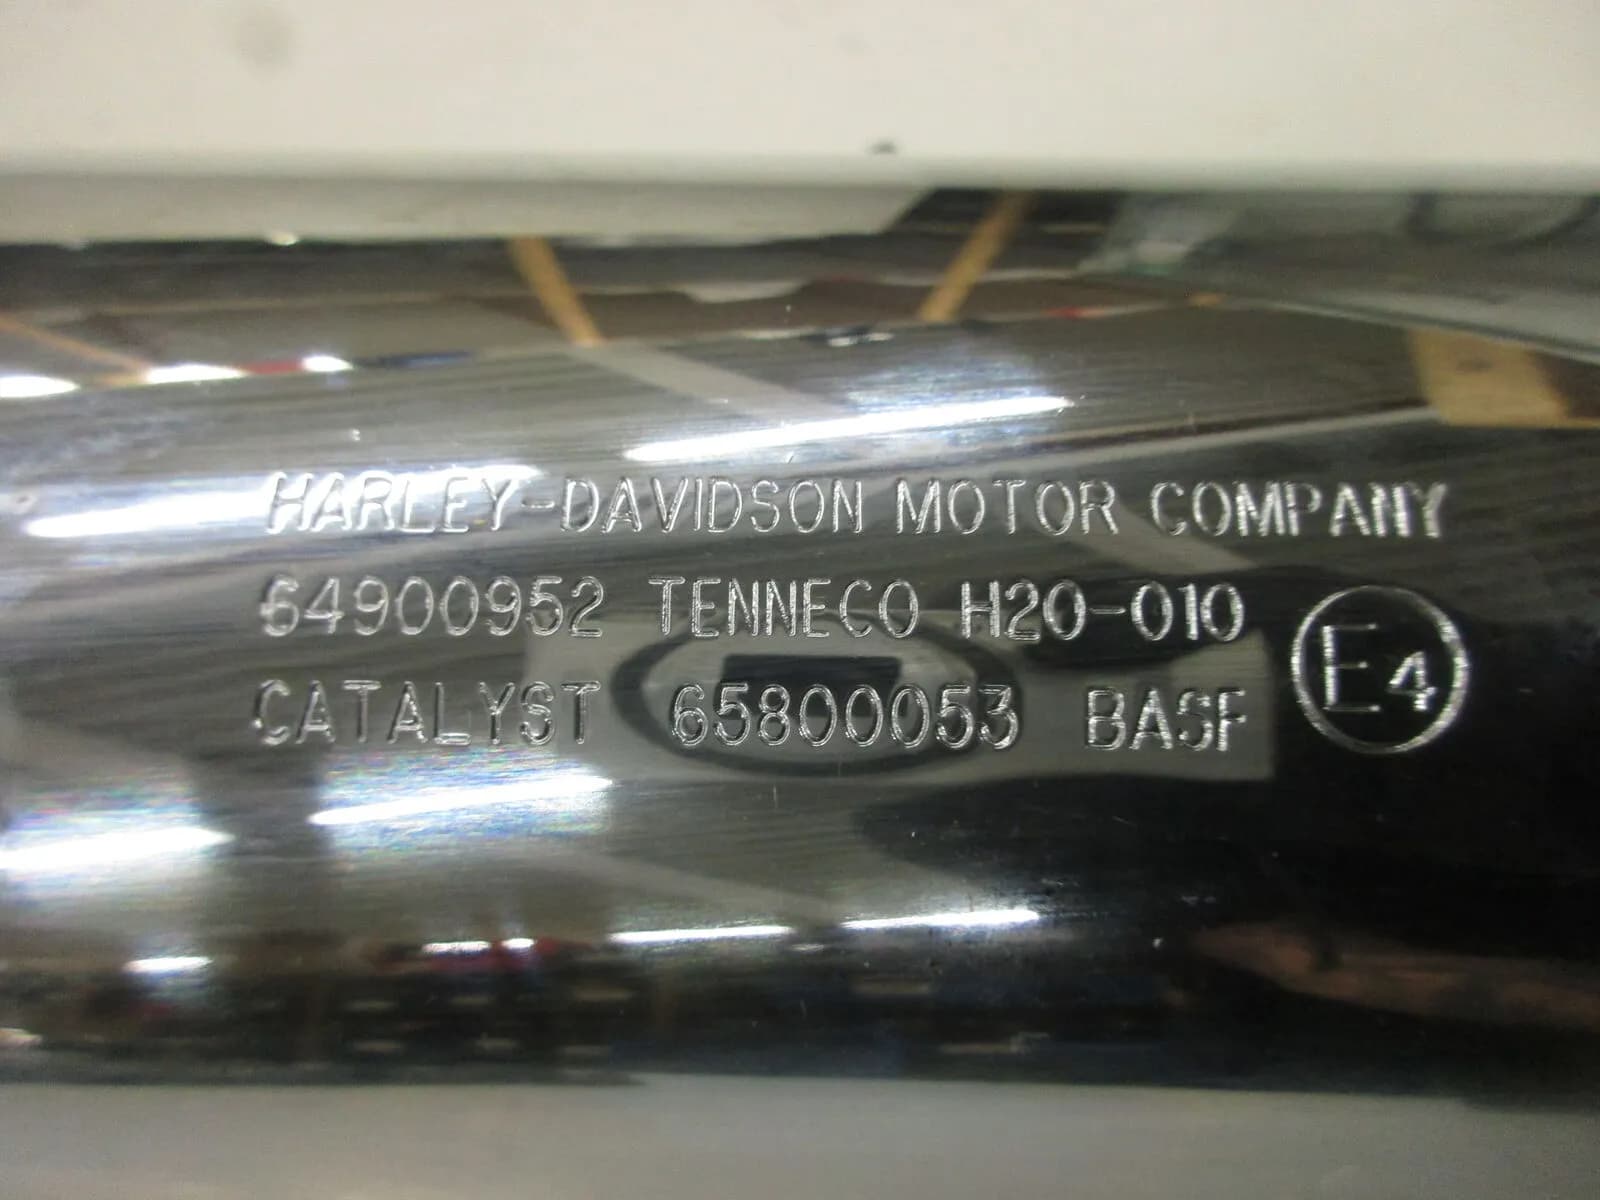 HARLEY-DAVIDSON MOTOR COMPANY
64900952 TENNECO H20-010
CATALYST 65800053 BASF
E4